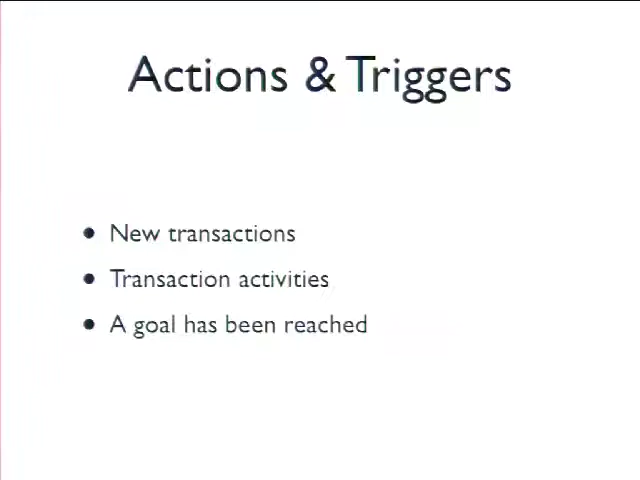 Actions & Triggers
• New transactions
• Transaction activities
• A goal has been reached